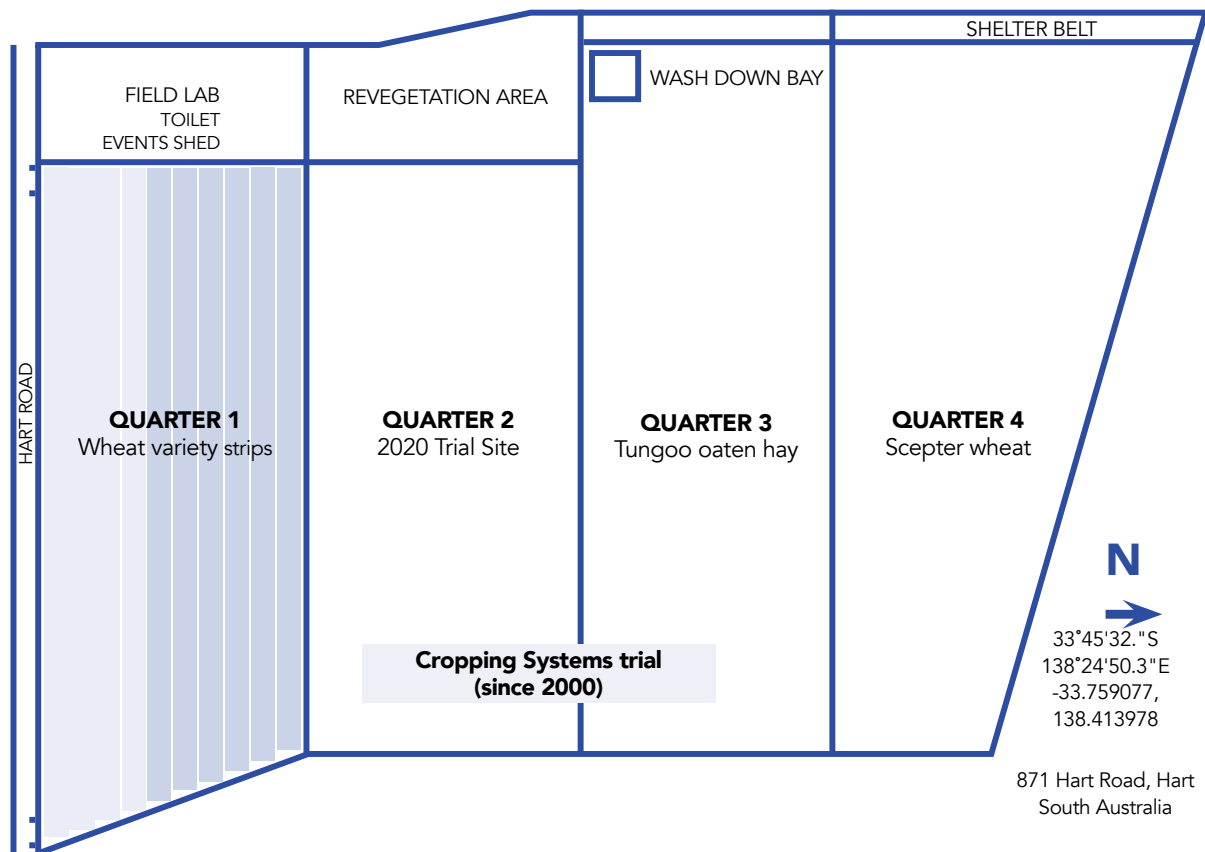 SHELTER BELT
WASH DOWN BAY
FIELD LAB
TOILET
EVENTS SHED
REVEGETATION AREA
HART ROAD
QUARTER 1
Wheat variety strips
QUARTER 2
2020 Trial Site
QUARTER 3
Tungoo oaten hay
QUARTER 4
Scepter wheat
Cropping Systems trial
(since 2000)
N
33°45'32."S
138°24'50.3"E
-33.759077,
138.413978
871 Hart Road, Hart
South Australia